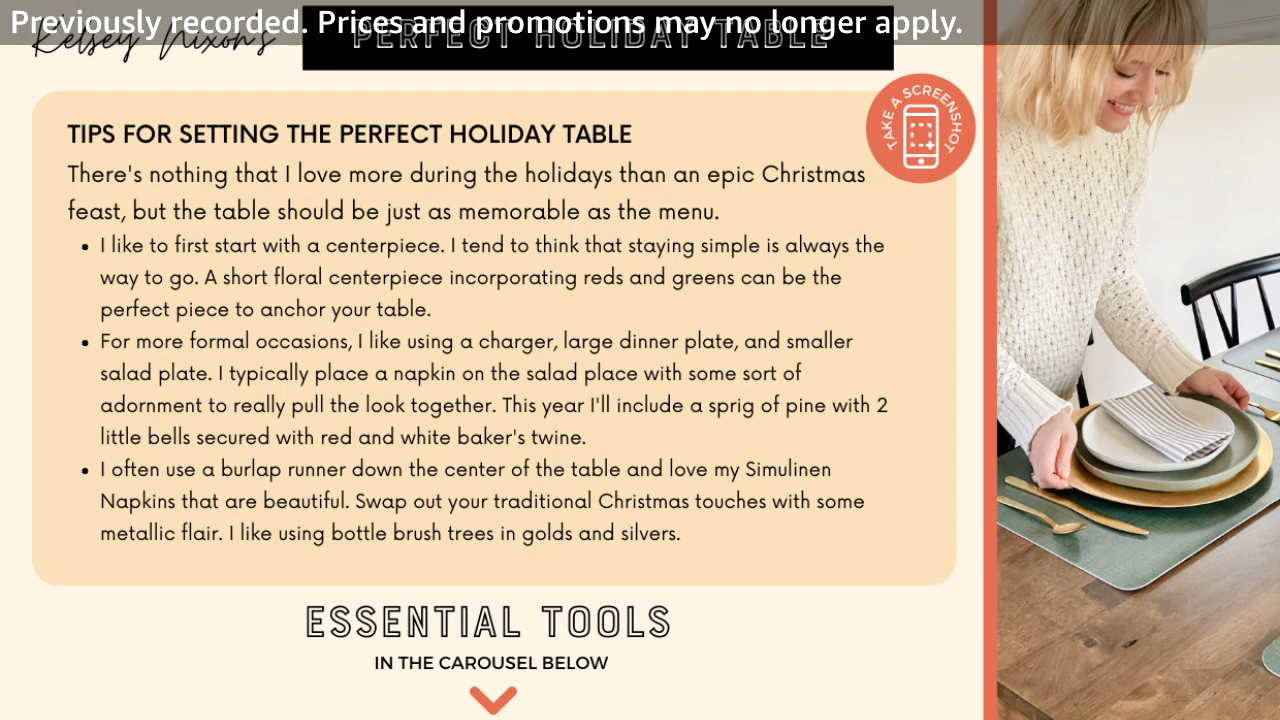 Previously recorded. Prices and promotions may no longer apply.
Kelsey Nixon's
PERFECT HOLIDAY TABLE
TAKE A SCREENSHOT
TIPS FOR SETTING THE PERFECT HOLIDAY TABLE
There's nothing that I love more during the holidays than an epic Christmas
feast, but the table should be just as memorable as the menu.
• I like to first start with a centerpiece. I tend to think that staying simple is always the
way to go. A short floral centerpiece incorporating reds and greens can be the
perfect piece to anchor your table.
• For more formal occasions, I like using a charger, large dinner plate, and smaller
salad plate. I typically place a napkin on the salad place with some sort of
adornment to really pull the look together. This year I'll include a sprig of pine with 2
little bells secured with red and white baker's twine.
• I often use a burlap runner down the center of the table and love my Simulinen
Napkins that are beautiful. Swap out your traditional Christmas touches with some
metallic flair. I like using bottle brush trees in golds and silvers.
ESSENTIAL TOOLS
IN THE CAROUSEL BELOW